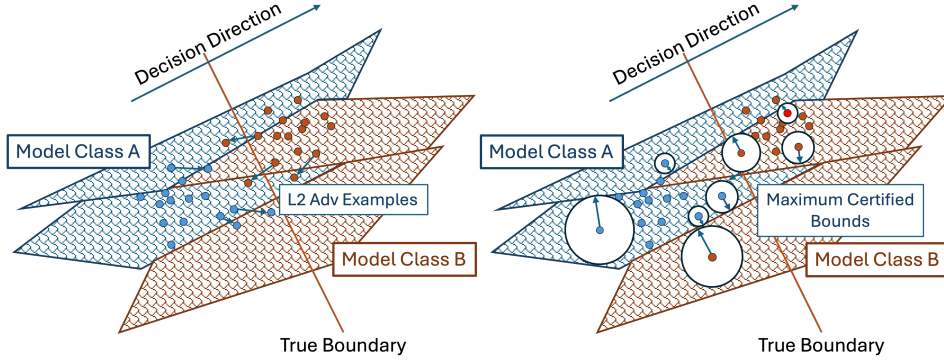 Decision Direction
Model Class A
L2 Adv Examples
Model Class B
True Boundary
Decision Direction
Model Class A
Maximum Certified
Bounds
Model Class B
True Boundary